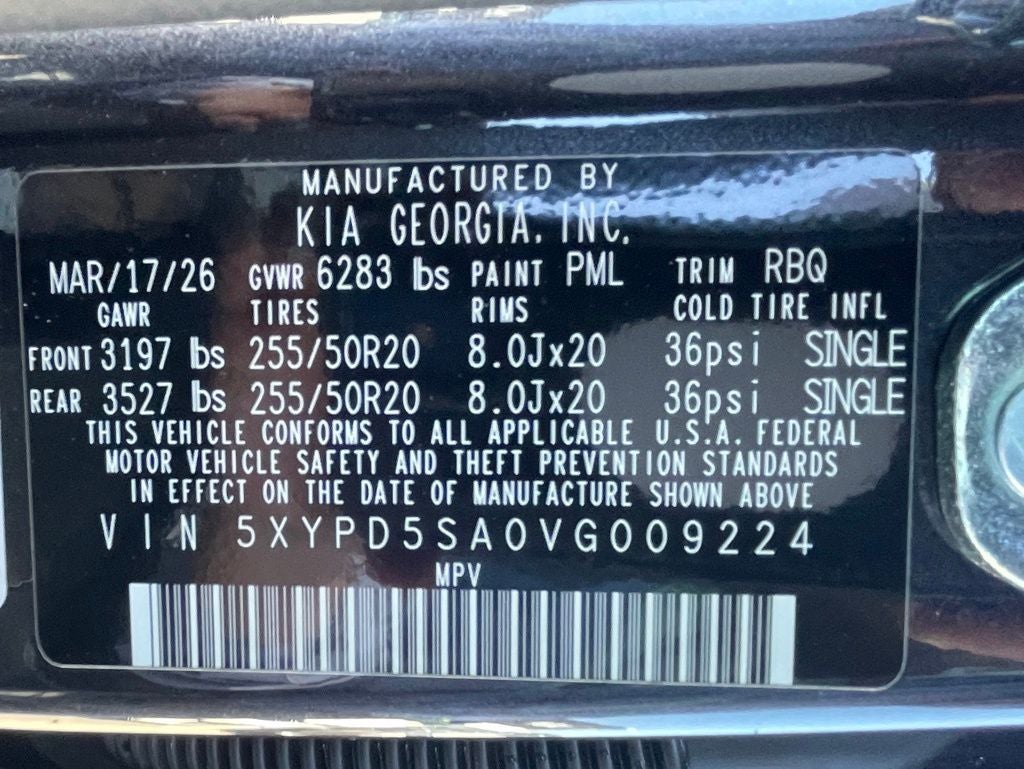 MANUFACTURED BY
KIA GEORGIA, INC.
MAR/17/26 GVWR 6283 lbs PAINT PML TRIM RBQ
GAWR TIRES RIMS COLD TIRE INFL
FRONT 3197 lbs 255/50R20 8.0Jx20 36psi SINGLE
REAR 3527 lbs 255/50R20 8.0Jx20 36psi SINGLE
THIS VEHICLE CONFORMS TO ALL APPLICABLE U.S.A. FEDERAL
MOTOR VEHICLE SAFETY AND THEFT PREVENTION STANDARDS
IN EFFECT ON THE DATE OF MANUFACTURE SHOWN ABOVE
VIN 5XYPD5SA0VG009224
MPV